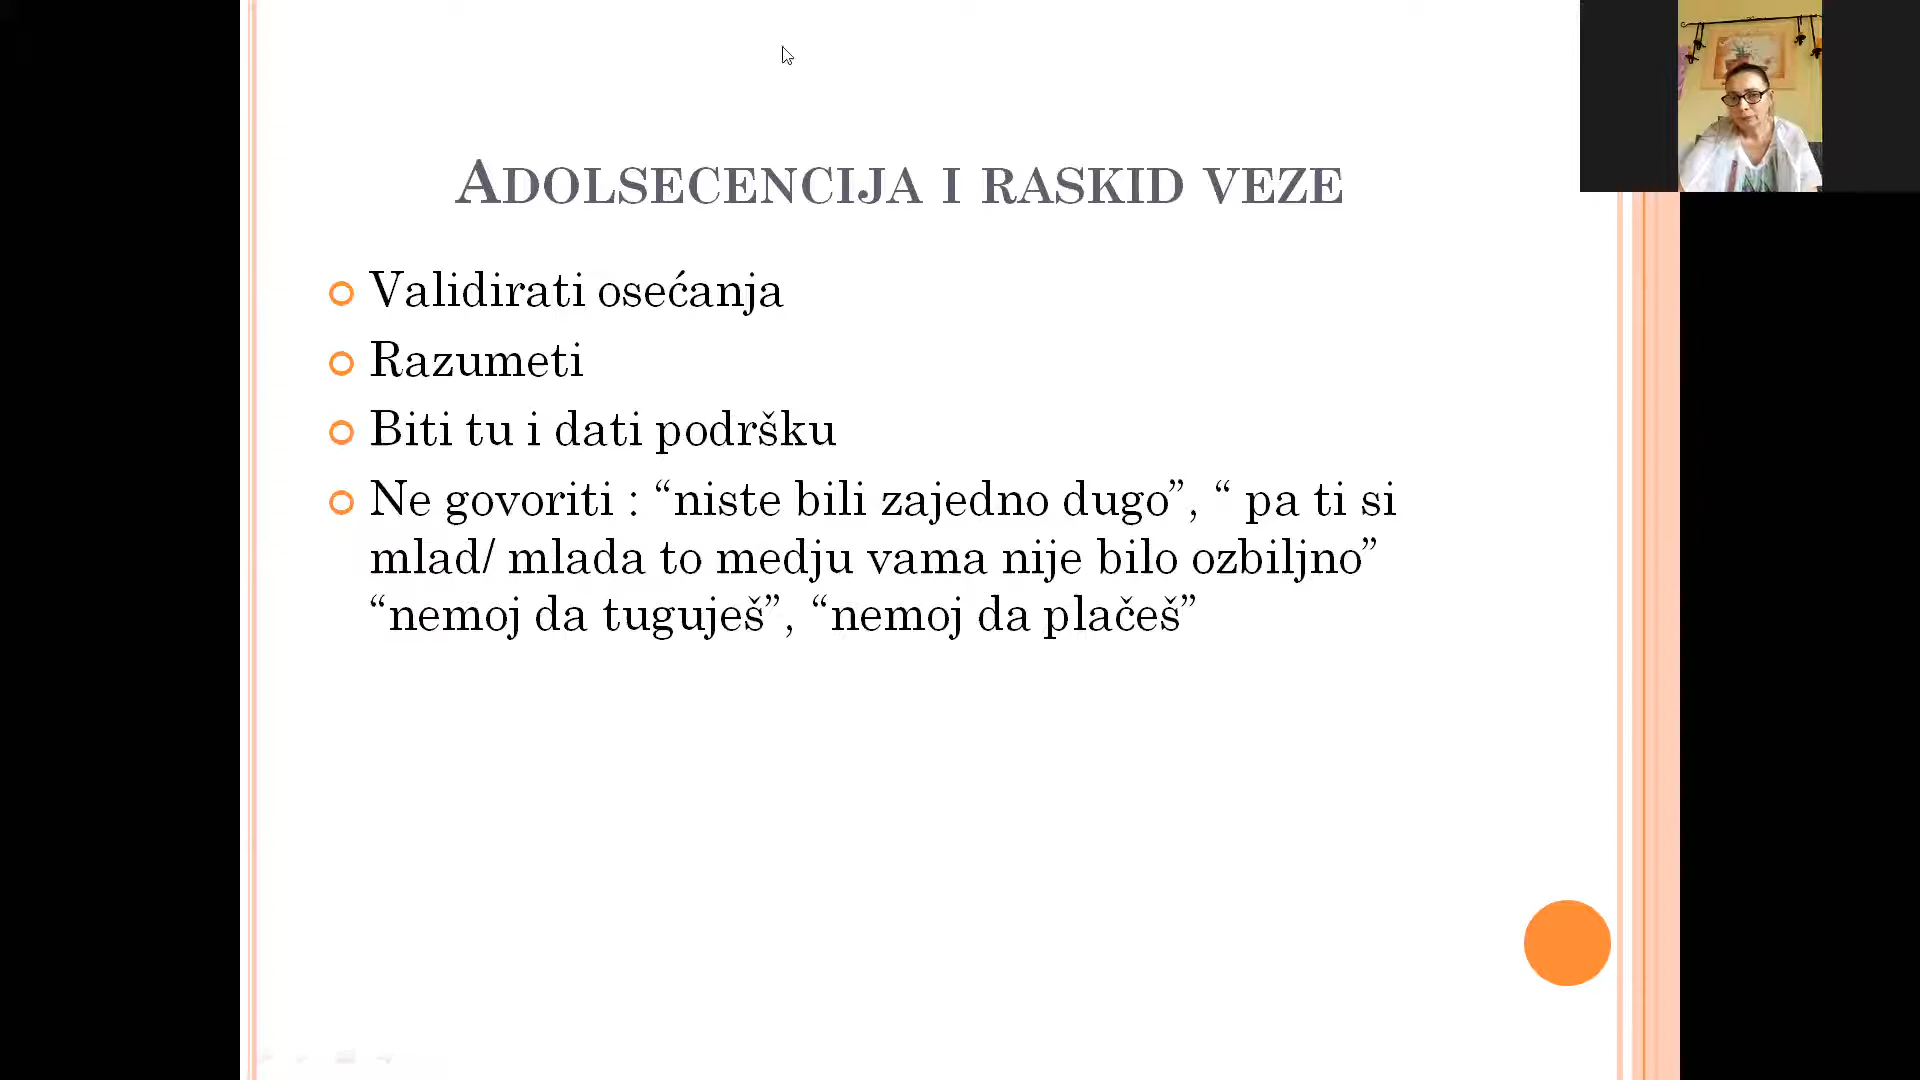 ADOLSECENCIJA I RASKID VEZE
Validirati osećanja
Razumeti
Biti tu i dati podršku
Ne govoriti : “niste bili zajedno dugo”, “ pa ti si
mlad/ mlada to medju vama nije bilo ozbiljno”
“nemoj da tuguješ”, “nemoj da plačeš”